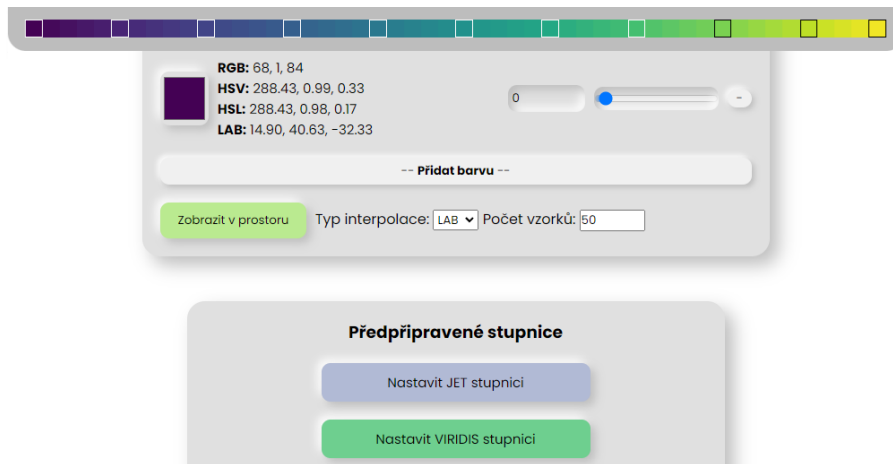 RGB: 68, 1, 84
HSV: 288.43, 0.99, 0.33
HSL: 288.43, 0.98, 0.17
LAB: 14.90, 40.63, -32.33
0
-
-- Přidat barvu --
Zobrazit v prostoru Typ interpolace: LAB Počet vzorků: 50
Předpřipravené stupnice
Nastavit JET stupnici
Nastavit VIRIDIS stupnici